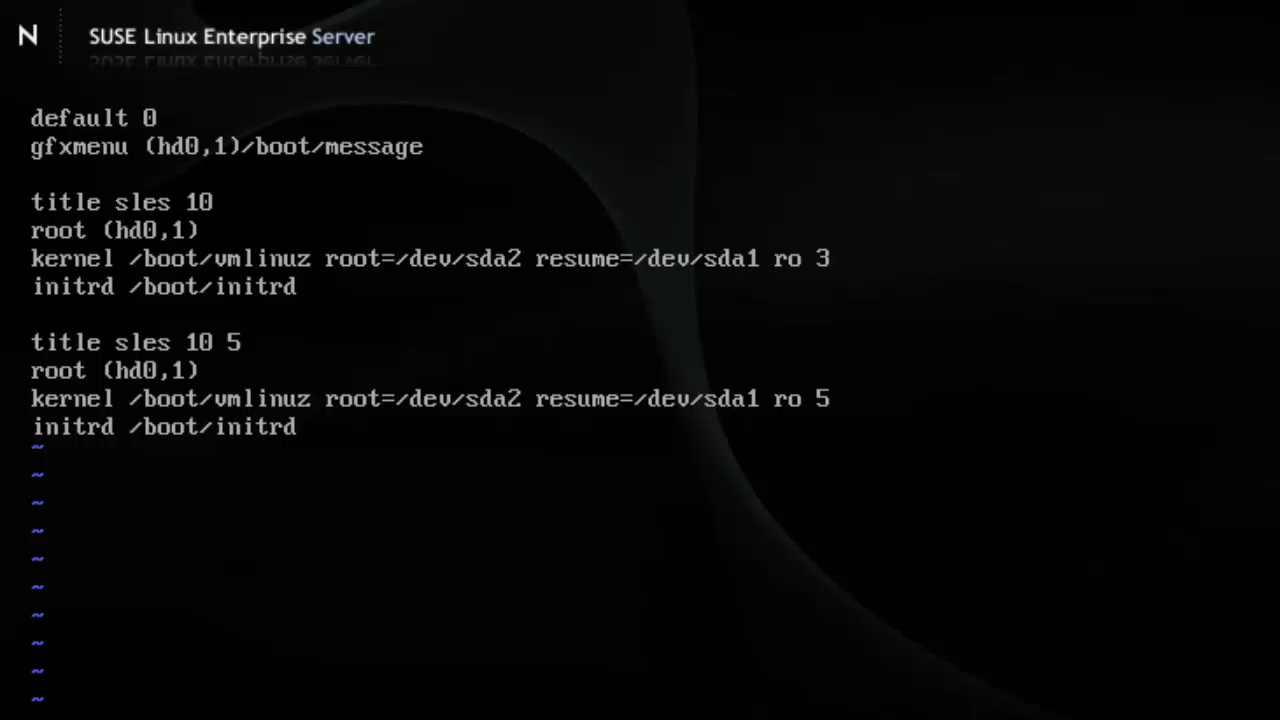 N
SUSE Linux Enterprise Server
default 0
gfxmenu (hd0,1)/boot/message
title sles 10
root (hd0,1)
kernel /boot/vmlinuz root=/dev/sda2 resume=/dev/sda1 ro 3
initrd /boot/initrd
title sles 10 5
root (hd0,1)
kernel /boot/vmlinuz root=/dev/sda2 resume=/dev/sda1 ro 5
initrd /boot/initrd
~
~
~
~
~
~
~
~
~
~